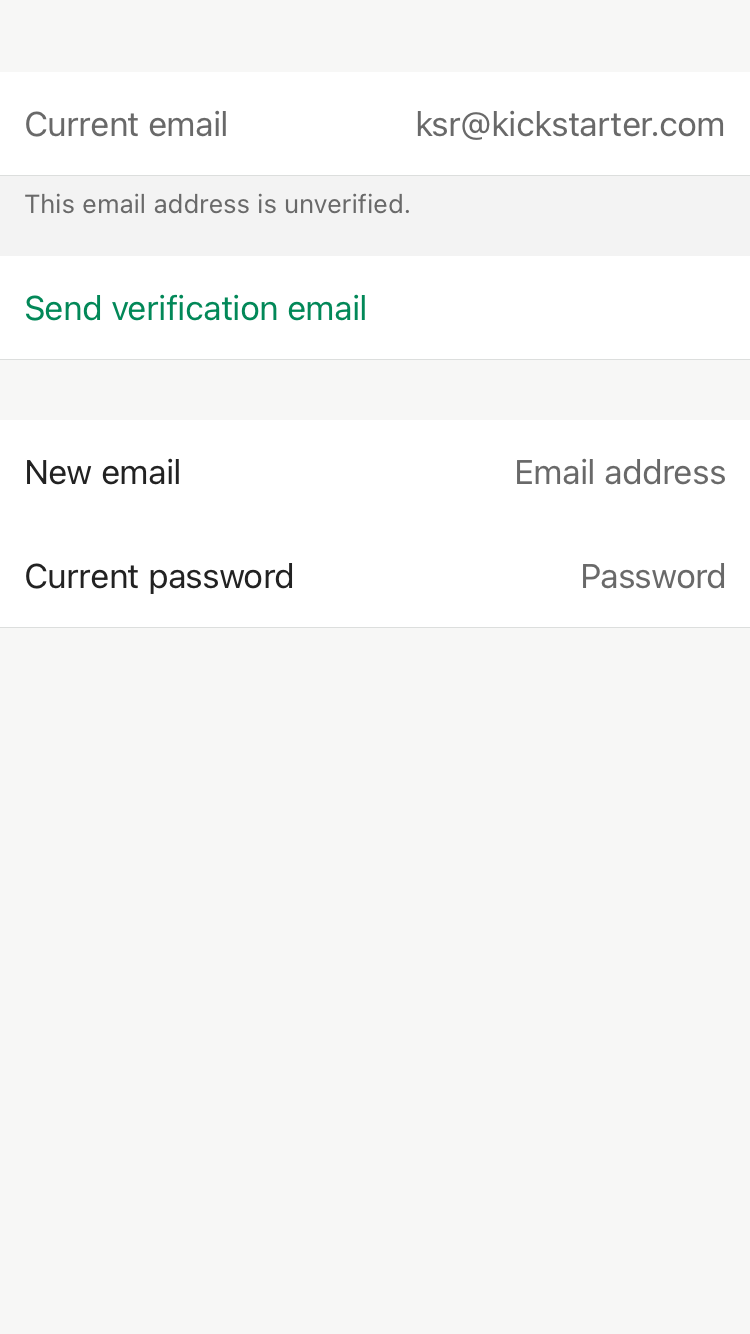 Current email ksr@kickstarter.com
This email address is unverified.
Send verification email
New email Email address
Current password Password